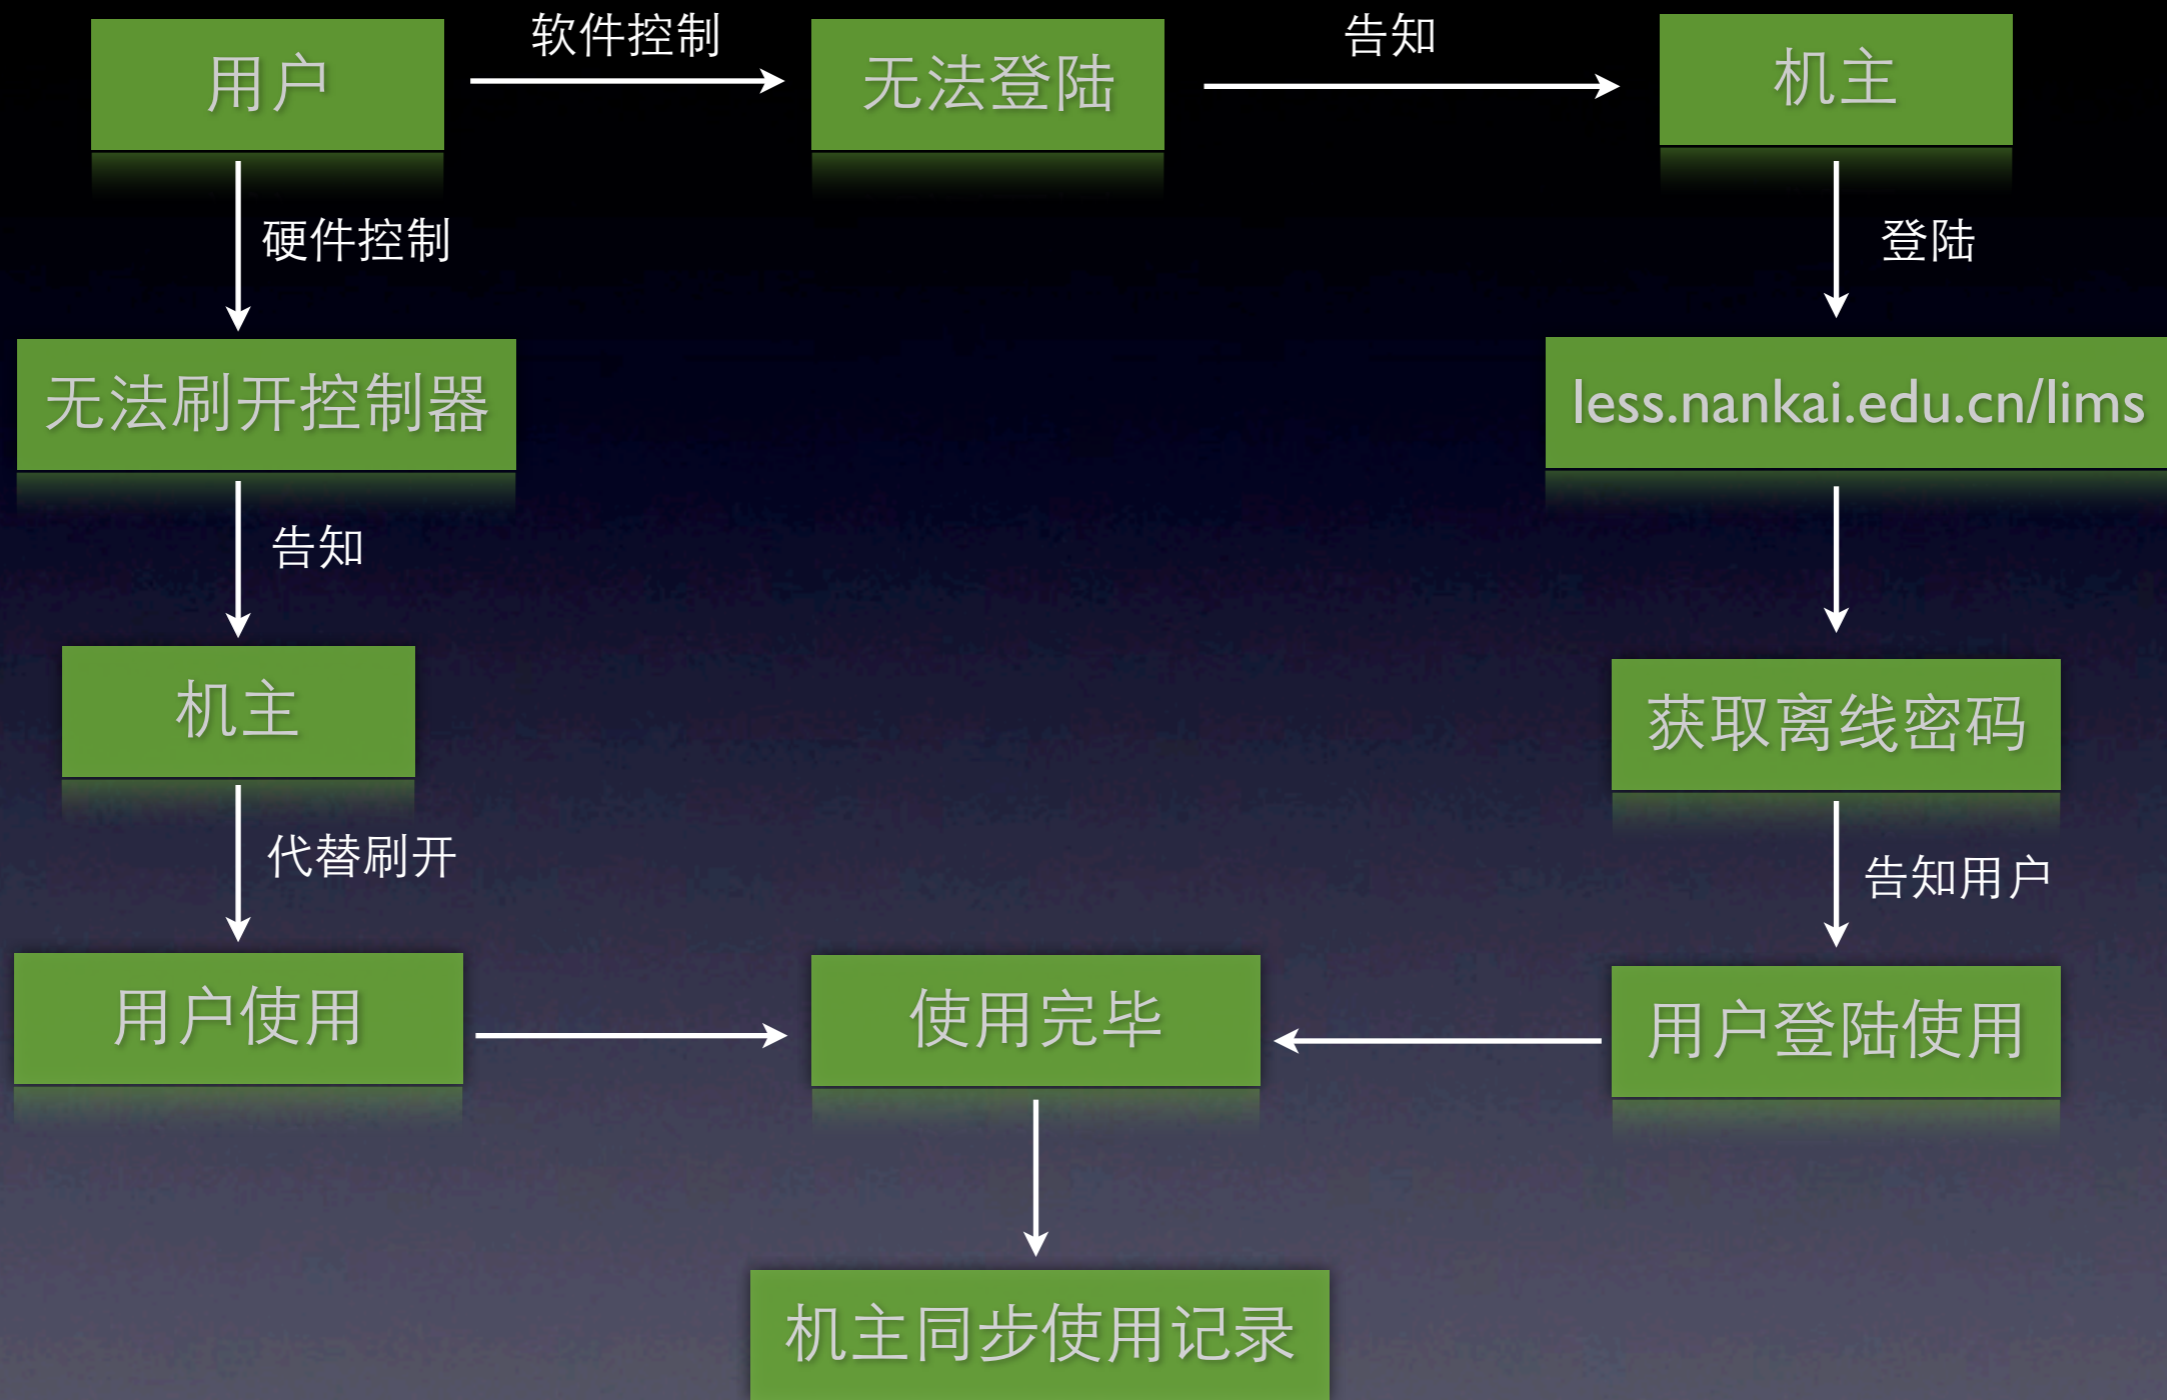 用户
软件控制
无法登陆
告知
机主
硬件控制
登陆
无法刷开控制器
less.nankai.edu.cn/lims
告知
机主
获取离线密码
代替刷开
告知用户
用户使用
使用完毕
用户登陆使用
机主同步使用记录